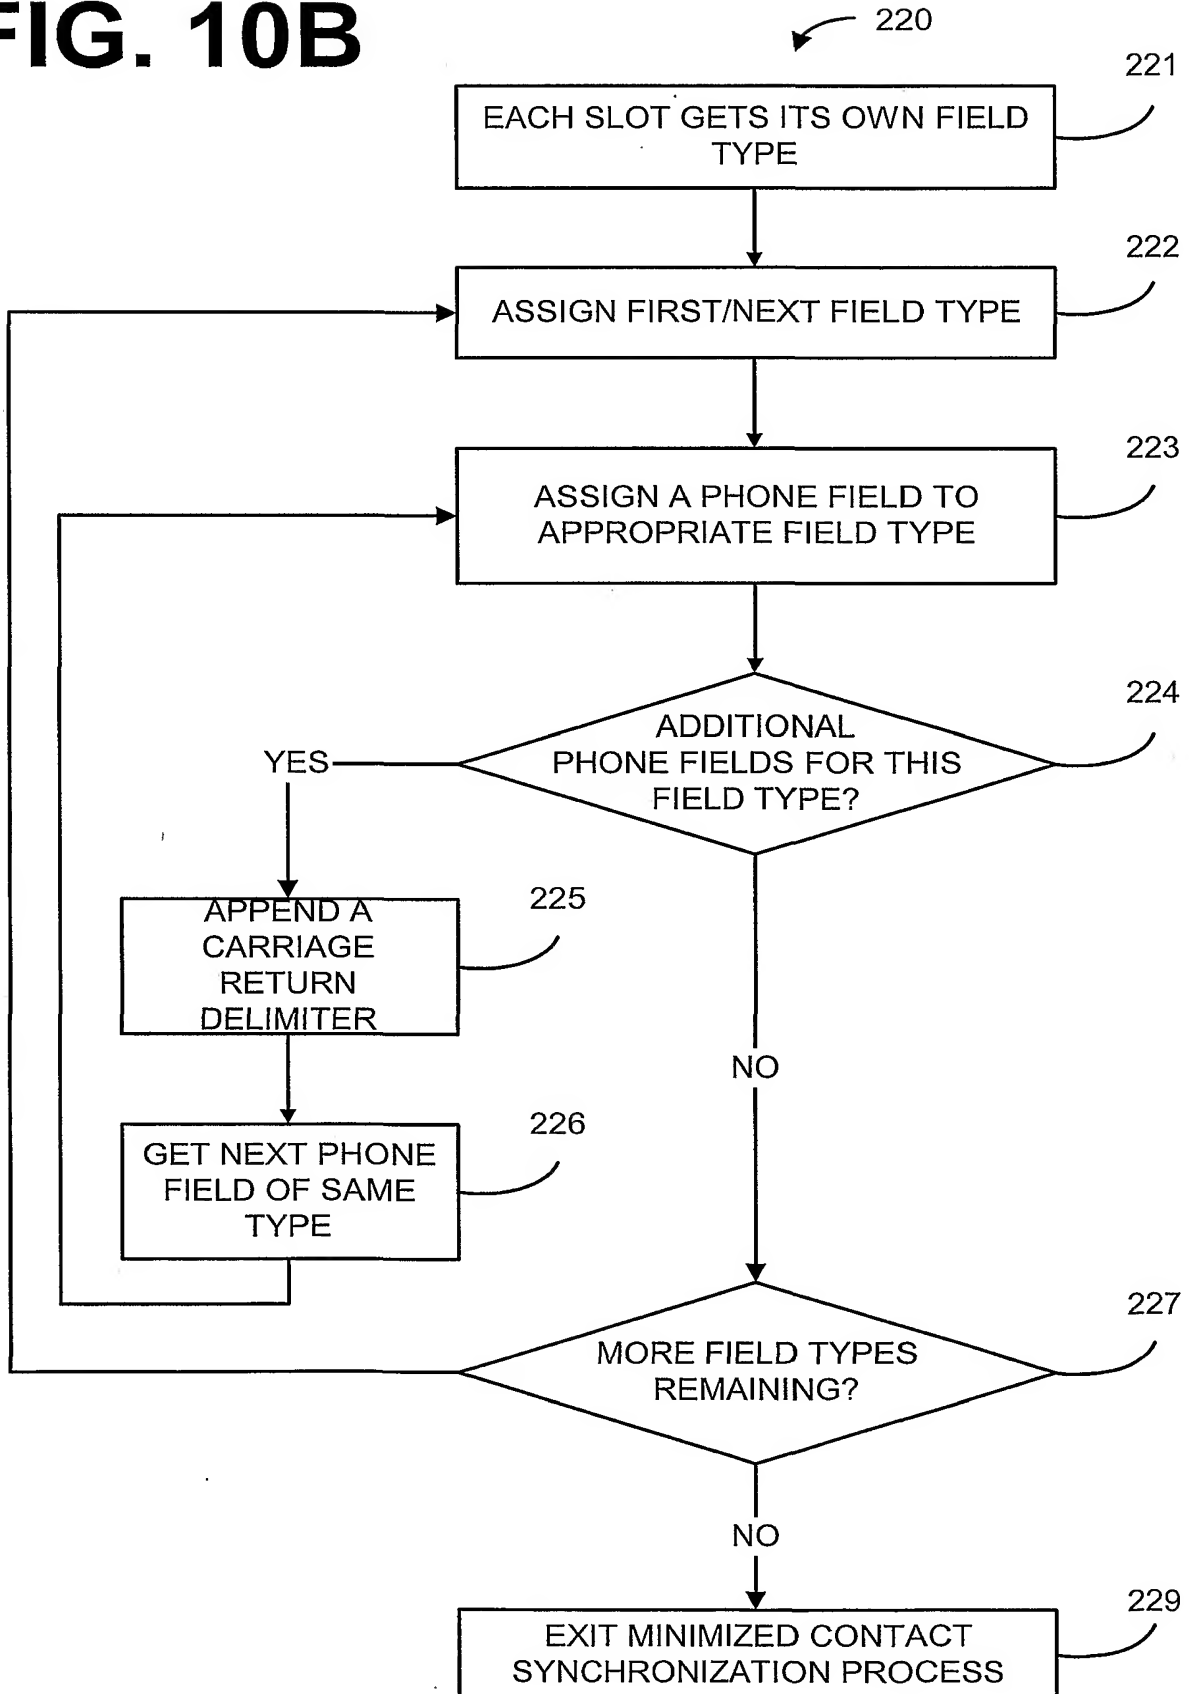 FIG. 10B
220
221
EACH SLOT GETS ITS OWN FIELD
TYPE
222
ASSIGN FIRST/NEXT FIELD TYPE
223
ASSIGN A PHONE FIELD TO
APPROPRIATE FIELD TYPE
224
ADDITIONAL
PHONE FIELDS FOR THIS
FIELD TYPE?
YES
225
APPEND A
CARRIAGE
RETURN
DELIMITER
NO
226
GET NEXT PHONE
FIELD OF SAME
TYPE
227
MORE FIELD TYPES
REMAINING?
NO
229
EXIT MINIMIZED CONTACT
SYNCHRONIZATION PROCESS